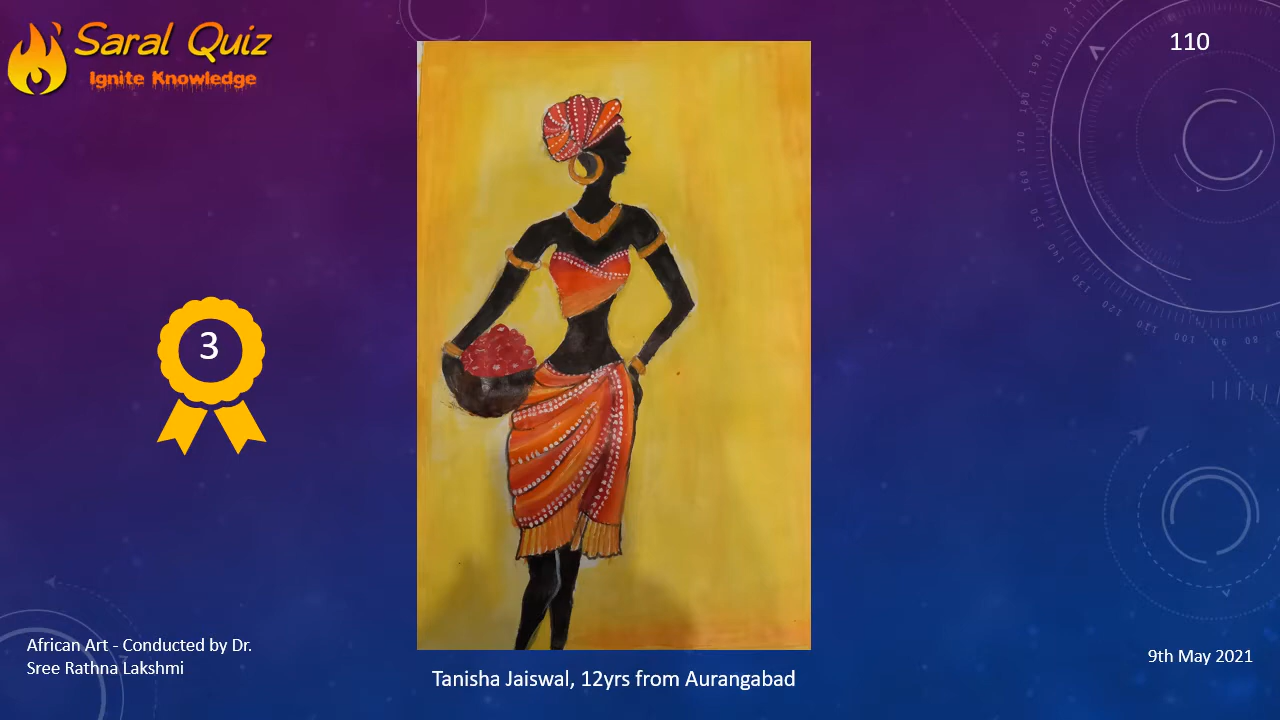 Saral Quiz
Ignite Knowledge
110
3
African Art - Conducted by Dr.
Sree Rathna Lakshmi
9th May 2021
Tanisha Jaiswal, 12yrs from Aurangabad